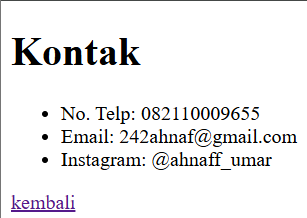 Kontak
No. Telp: 082110009655
Email: 242ahnaf@gmail.com
Instagram: @ahnaff_umar
kembali